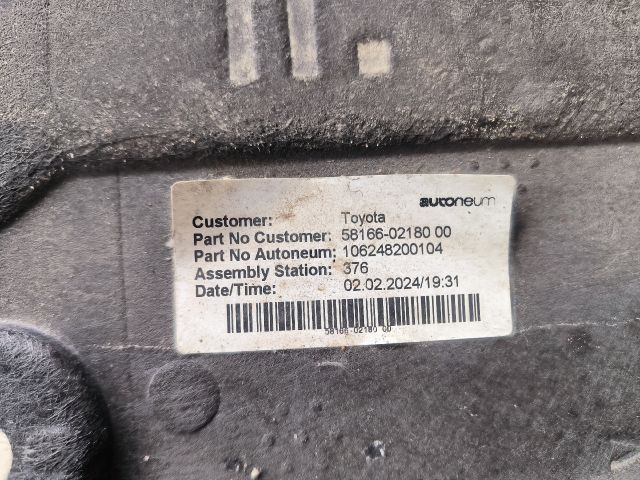 autoneum
Customer: Toyota
Part No Customer: 58166-02180 00
Part No Autoneum: 106248200104
Assembly Station: 376
Date/Time: 02.02.2024/19:31
58166-02180 00